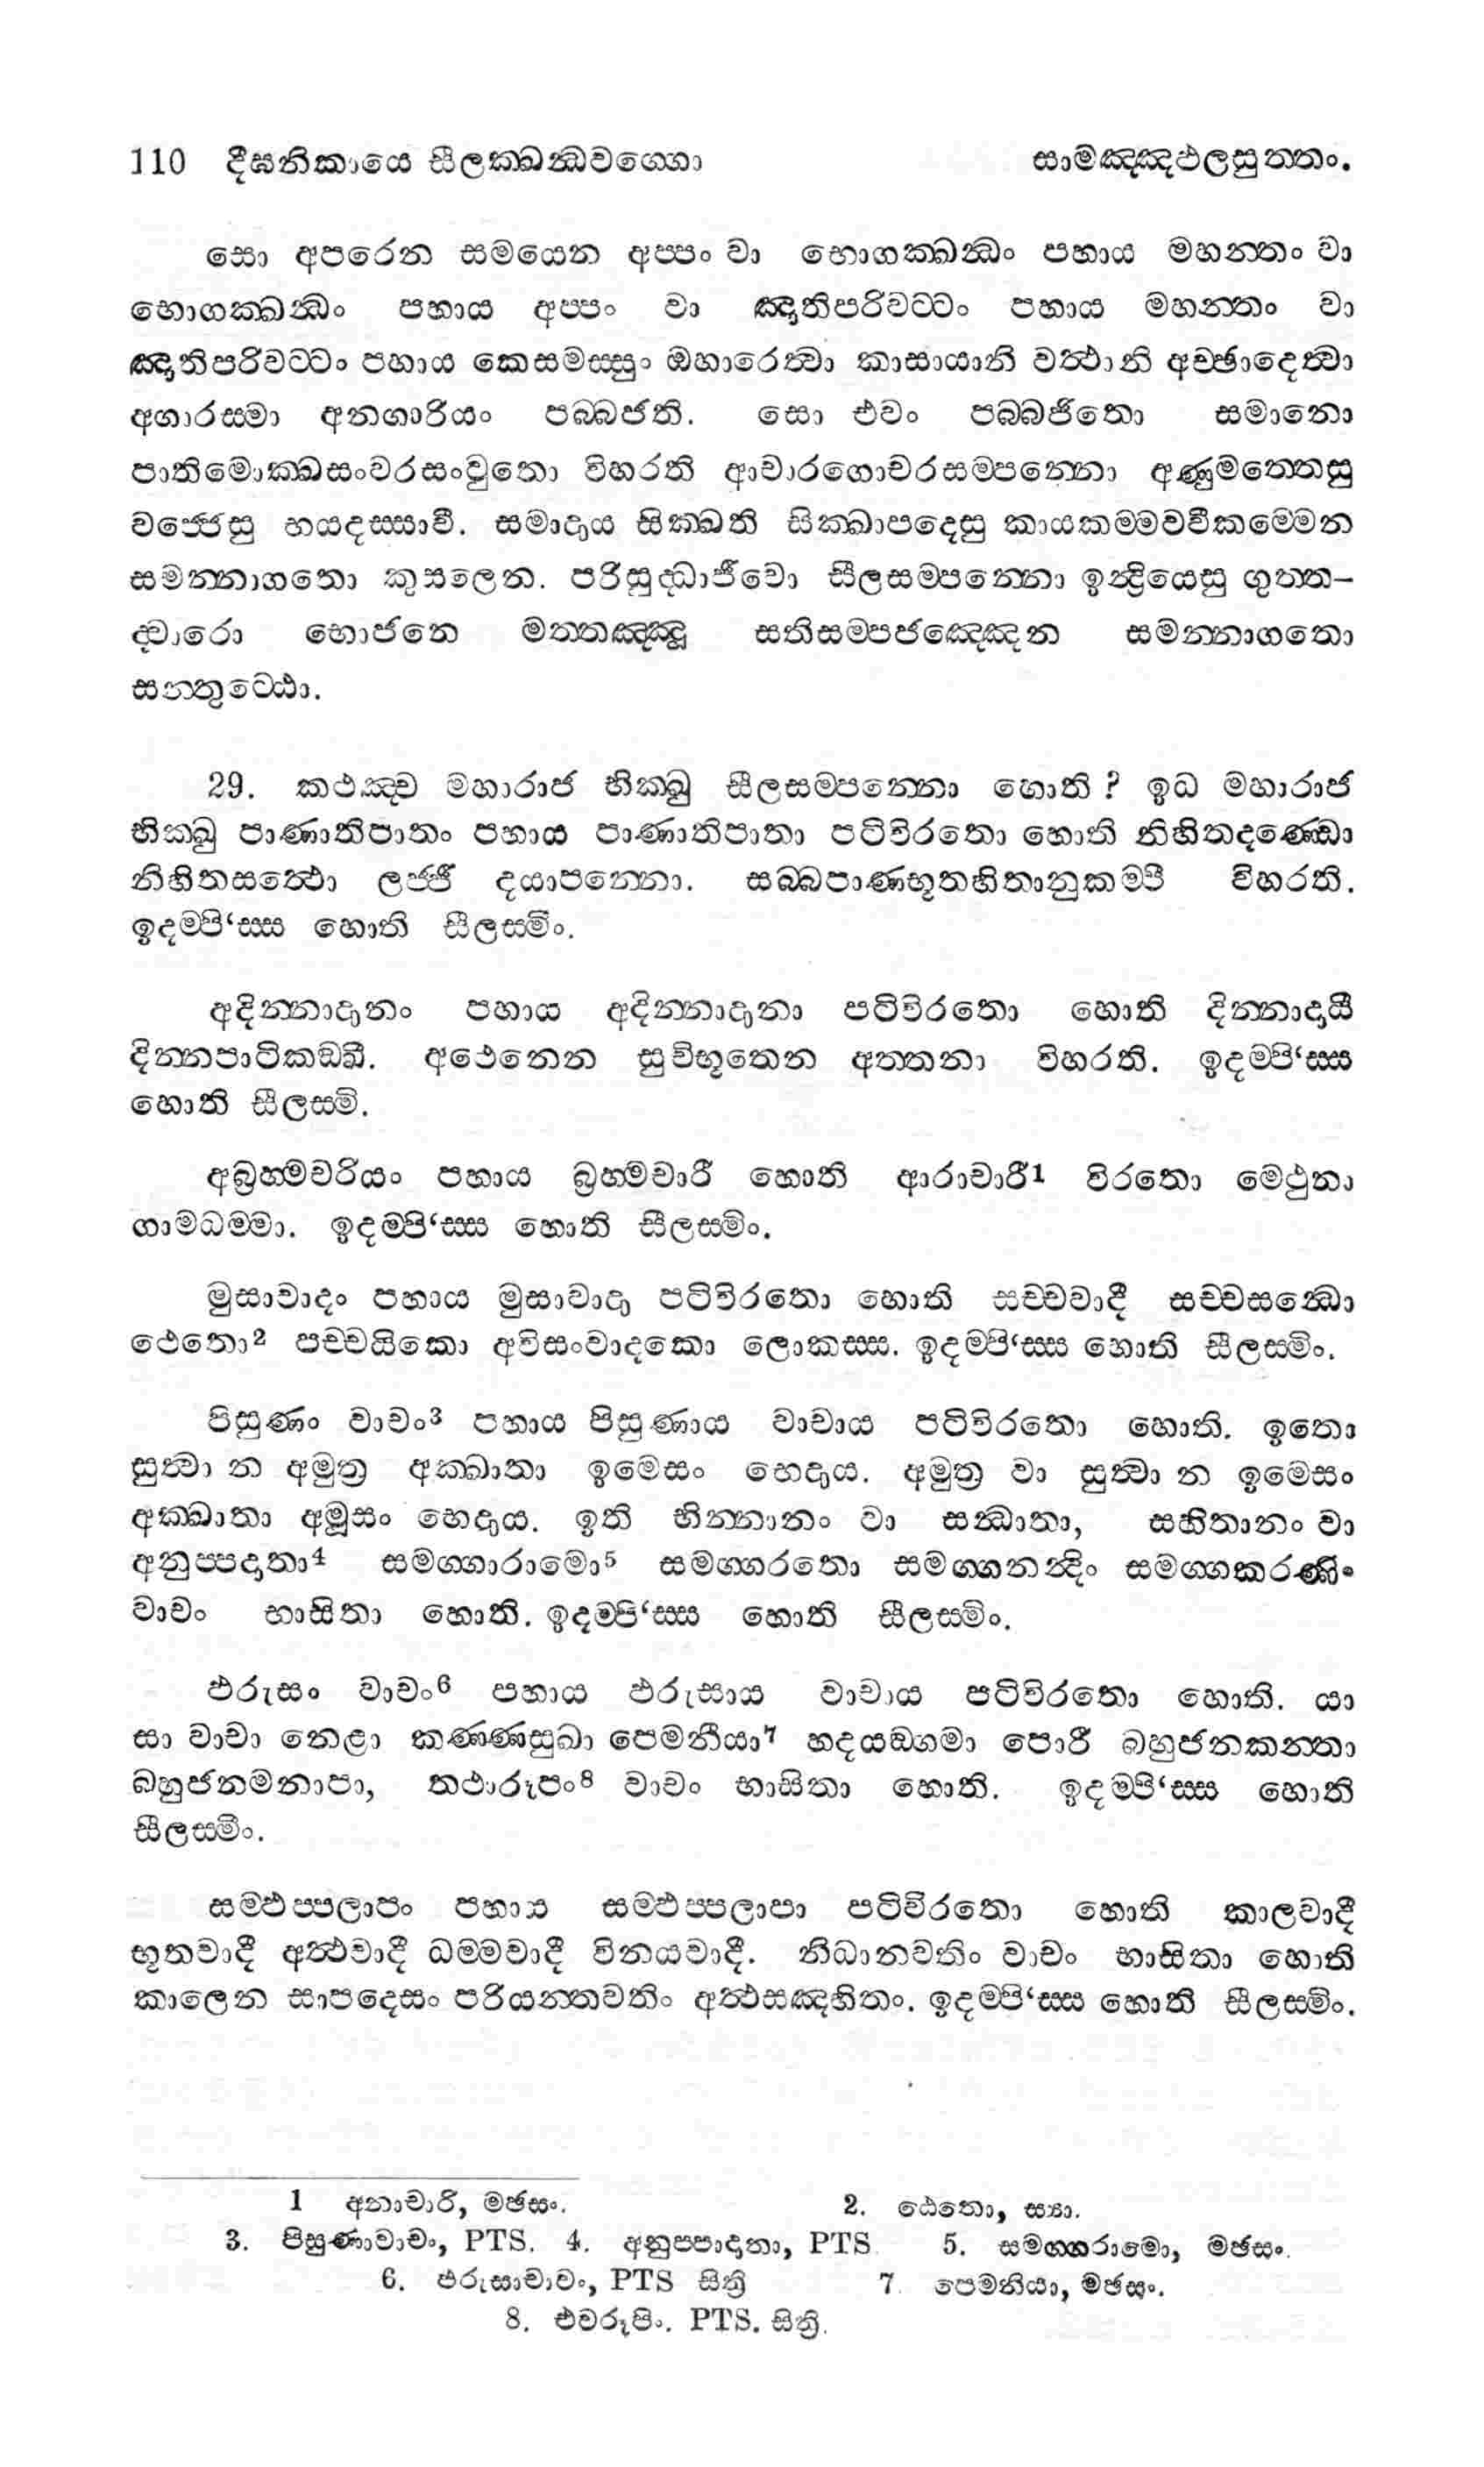 110 දීඝනිකායෙ සීලක්ඛන්ධවග්ගො සාමඤ්ඤඵලසුත්තං.
සො අපරෙන සමයෙන අප්පං වා භොගක්ඛන්ධං පහාය මහන්තං වා
භොගක්ඛන්ධං පහාය අප්පං වා ඤාතිපරිවට්ටං පහාය මහන්තං වා
ඤාතිපරිවට්ටං පහාය කෙසමස්සුං ඔහාරෙත්වා කාසායානි වත්ථානි අච්ඡාදෙත්වා
අගාරස්මා අනගාරියං පබ්බජති. සො එවං පබ්බජිතො සමානො
පාතිමොක්ඛසංවරසංවුතො විහරති ආචාරගොචරසම්පන්නො අණුමත්තෙසු
වජ්ජෙසු භයදස්සාවී. සමාදාය සික්ඛති සික්ඛාපදෙසු කායකම්මවචීකම්මෙන
සමන්නාගතො කුසලෙන. පරිසුද්ධාජීවො සීලසම්පන්නො ඉන්ද්‍රියෙසු ගුත්ත-
ද්වාරො භොජනෙ මත්තඤ්ඤූ සතිසම්පජඤ්ඤෙන සමන්නාගතො
සන්තුට්ඨො.
29. කථඤ්ච මහාරාජ භික්ඛු සීලසම්පන්නො හොති? ඉධ මහාරාජ
භික්ඛු පාණාතිපාතං පහාය පාණාතිපාතා පටිවිරතො හොති නිහිතදණ්ඩො
නිහිතසත්ථො ලජ්ජී දයාපන්නො. සබ්බපාණභූතහිතානුකම්පී විහරති.
ඉදම්පි‘ස්ස හොති සීලස්මිං.
අදින්නාදානං පහාය අදින්නාදානා පටිවිරතො හොති දින්නාදායී
දින්නපාටිකඞ්ඛී. අථෙනෙන සුචිභූතෙන අත්තනා විහරති. ඉදම්පි‘ස්ස
හොති සීලස්මි.
අබ්‍රහ්මචරියං පහාය බ්‍රහ්මචාරී හොති ආරාචාරී1 විරතො මෙථුනා
ගාමධම්මා. ඉදම්පි‘ස්ස හොති සීලස්මිං.
මුසාවාදං පහාය මුසාවාදා පටිවිරතො හොති සච්චවාදී සච්චසන්ධො
ථෙතො2 පච්චයිකො අවිසංවාදකො ලොකස්ස. ඉදම්පි‘ස්ස හොති සීලස්මිං.
පිසුණං වාචං3 පහාය පිසුණාය වාචාය පටිවිරතො හොති. ඉතො
සුත්වා න අමුත්‍ර අක්ඛාතා ඉමෙසං භෙදාය. අමුත්‍ර වා සුත්වා න ඉමෙසං
අක්ඛාතා අමූසං භෙදාය. ඉති භින්නානං වා සන්ධාතා, සහිතානං වා
අනුප්පදාතා4 සමග්ගාරාමො5 සමග්ගරතො සමග්ගනන්දිං සමග්ගකරණිං
වාචං භාසිතා හොති. ඉදම්පි‘ස්ස හොති සීලස්මිං.
ඵරුසං වාචං6 පහාය ඵරුසාය වාචාය පටිවිරතො හොති. යා
සා වාචා නෙළා කණ්ණසුඛා පෙමනීයා7 හදයඞ්ගමා පොරී බහුජනකන්තා
බහුජනමනාපා, තථාරූපං8 වාචං භාසිතා හොති. ඉදම්පි‘ස්ස හොති
සීලස්මිං.
සම්ඵප්පලාපං පහාය සම්ඵප්පලාපා පටිවිරතො හොති කාලවාදී
භූතවාදී අත්ථවාදී ධම්මවාදී විනයවාදී. නිධානවතිං වාචං භාසිතා හොති
කාලෙන සාපදෙසං පරියන්තවතිං අත්ථසඤ්හිතං. ඉදම්පි‘ස්ස හොති සීලස්මිං.
1 අනාචාරි, මඡසං. 2. ඨෙතො, ස්‍යා.
3. පිසුණාවාචං, PTS. 4. අනුප්පාදාතා, PTS 5. සමග්ගරාමො, මඡසං.
6. ඵරුසාවාචං, PTS සිත්‍රි 7. පෙමනියා, මඡසං.
8. එවරූපිං. PTS. සිත්‍රි.